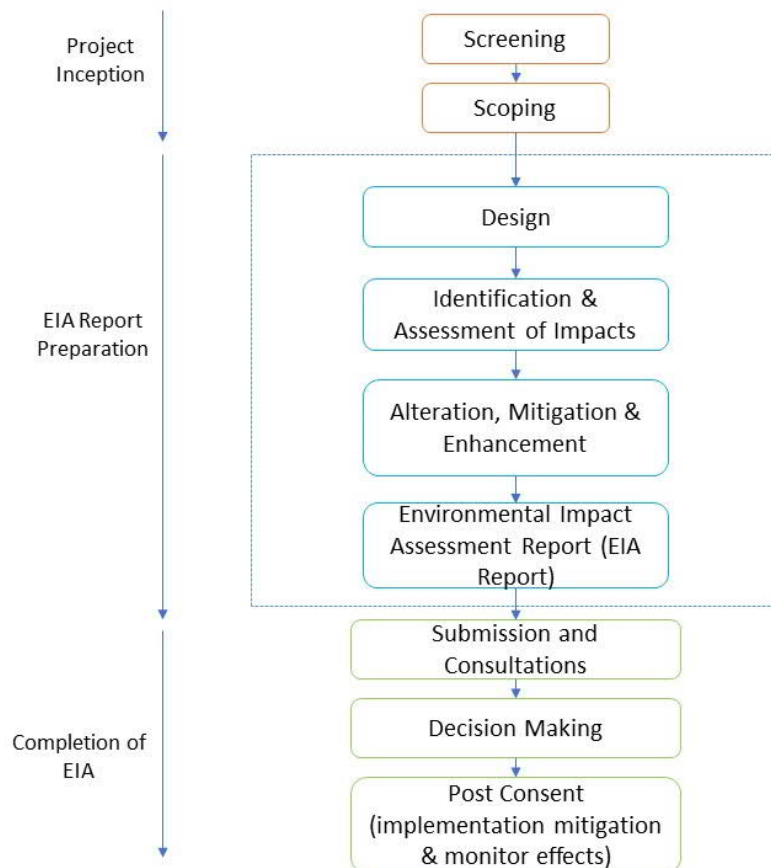 Project
Inception
Screening
Scoping
EIA Report
Preparation
Design
Identification &
Assessment of Impacts
Alteration, Mitigation &
Enhancement
Environmental Impact
Assessment Report (EIA
Report)
Completion of
EIA
Submission and
Consultations
Decision Making
Post Consent
(implementation mitigation
& monitor effects)